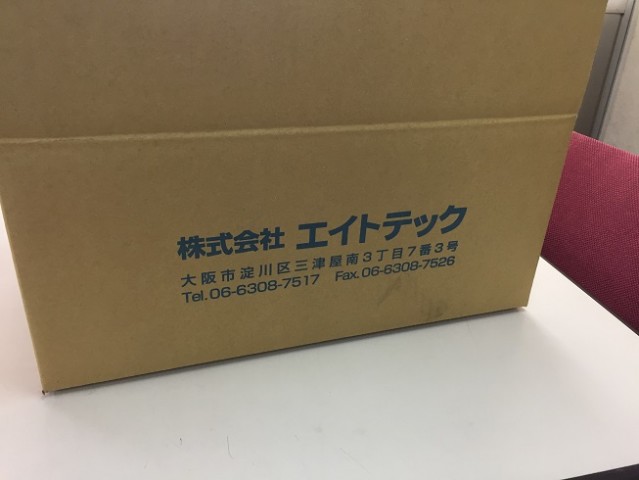 株式会社 エイトテック
大阪市淀川区三津屋南3丁目7番3号
Tel.06-6308-7517 Fax.06-6308-7526